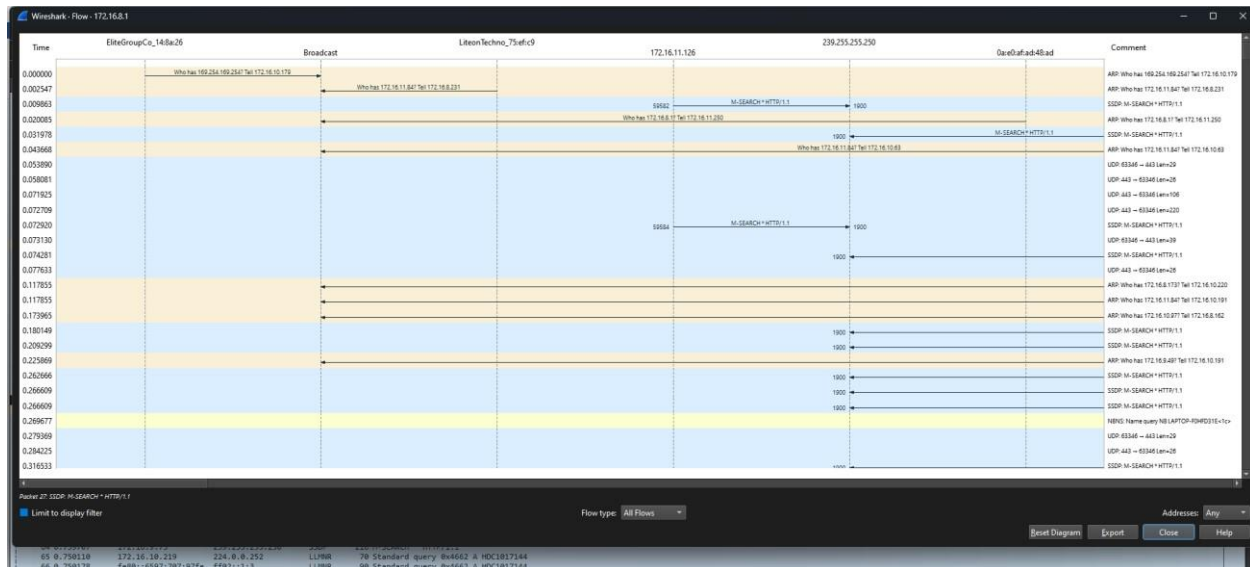 Wireshark - Flow - 172.16.8.1
Time EliteGroupCo_14:8a:26 Broadcast LiteonTechno_75:ef:c9 172.16.11.126 239.255.255.250 0a:e0:af:ad:48:ad Comment
0.000000 Who has 169.254.169.254? Tell 172.16.10.179 ARP: Who has 169.254.169.254? Tell 172.16.10.179
0.002547 Who has 172.16.11.84? Tell 172.16.8.231 ARP: Who has 172.16.11.84? Tell 172.16.8.231
0.009863 59582 M-SEARCH * HTTP/1.1 1900 SSDP: M-SEARCH * HTTP/1.1
0.020085 Who has 172.16.8.1? Tell 172.16.11.250 ARP: Who has 172.16.8.1? Tell 172.16.11.250
0.031978 1900 M-SEARCH * HTTP/1.1 SSDP: M-SEARCH * HTTP/1.1
0.043668 Who has 172.16.11.84? Tell 172.16.10.63 ARP: Who has 172.16.11.84? Tell 172.16.10.63
0.053890 UDP: 63346 → 443 Len=29
0.058081 UDP: 443 → 63346 Len=26
0.071925 UDP: 443 → 63346 Len=106
0.072709 UDP: 443 → 63346 Len=220
0.072920 59584 M-SEARCH * HTTP/1.1 1900 SSDP: M-SEARCH * HTTP/1.1
0.073130 UDP: 63346 → 443 Len=39
0.074281 1900 SSDP: M-SEARCH * HTTP/1.1
0.077633 UDP: 443 → 63346 Len=26
0.117855 ARP: Who has 172.16.8.173? Tell 172.16.10.220
0.117855 ARP: Who has 172.16.11.84? Tell 172.16.10.191
0.173965 ARP: Who has 172.16.10.97? Tell 172.16.8.162
0.180149 1900 SSDP: M-SEARCH * HTTP/1.1
0.209299 1900 SSDP: M-SEARCH * HTTP/1.1
0.225869 ARP: Who has 172.16.9.49? Tell 172.16.10.191
0.262666 1900 SSDP: M-SEARCH * HTTP/1.1
0.266609 1900 SSDP: M-SEARCH * HTTP/1.1
0.266609 1900 SSDP: M-SEARCH * HTTP/1.1
0.269677 NBNS: Name query NB
0.279369 UDP: 63346 → 443 Len=29
0.284225 UDP: 443 → 63346 Len=26
0.316533 1900 SSDP: M-SEARCH * HTTP/1.1
Packet 27: SSDP: M-SEARCH * HTTP/1.1
Limit to display filter Flow type: All Flows Addresses: Any
Reset Diagram Export Close Help
65 0.750110 172.16.10.219 224.0.0.252 LLMNR 70 Standard query 0x4662 A HDC1017144